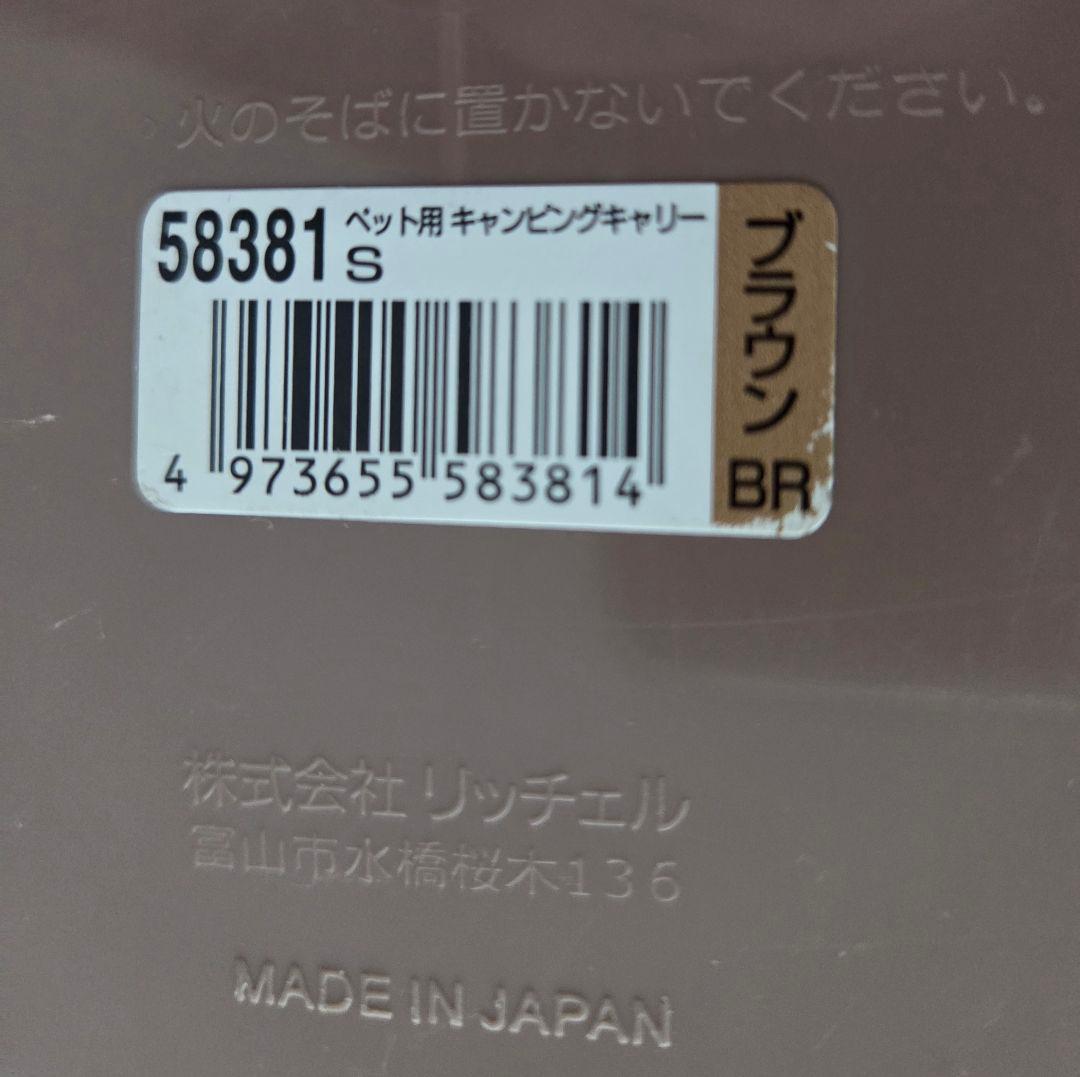 火のそばに置かないでください。
58381 ペット用 キャンピングキャリー
S
ブラウン
BR
4 973655 583814
株式会社 リッチェル
富山市水橋桜木136
MADE IN JAPAN